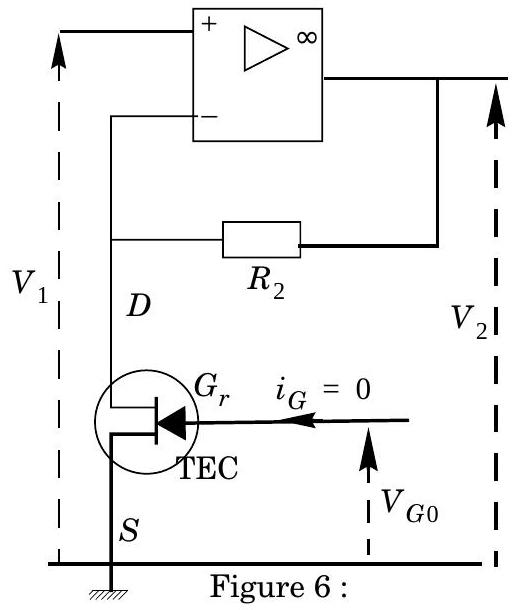 +
∞
−
R2
V1
D
V2
Gr
iG = 0
TEC
VG0
S
Figure 6 :